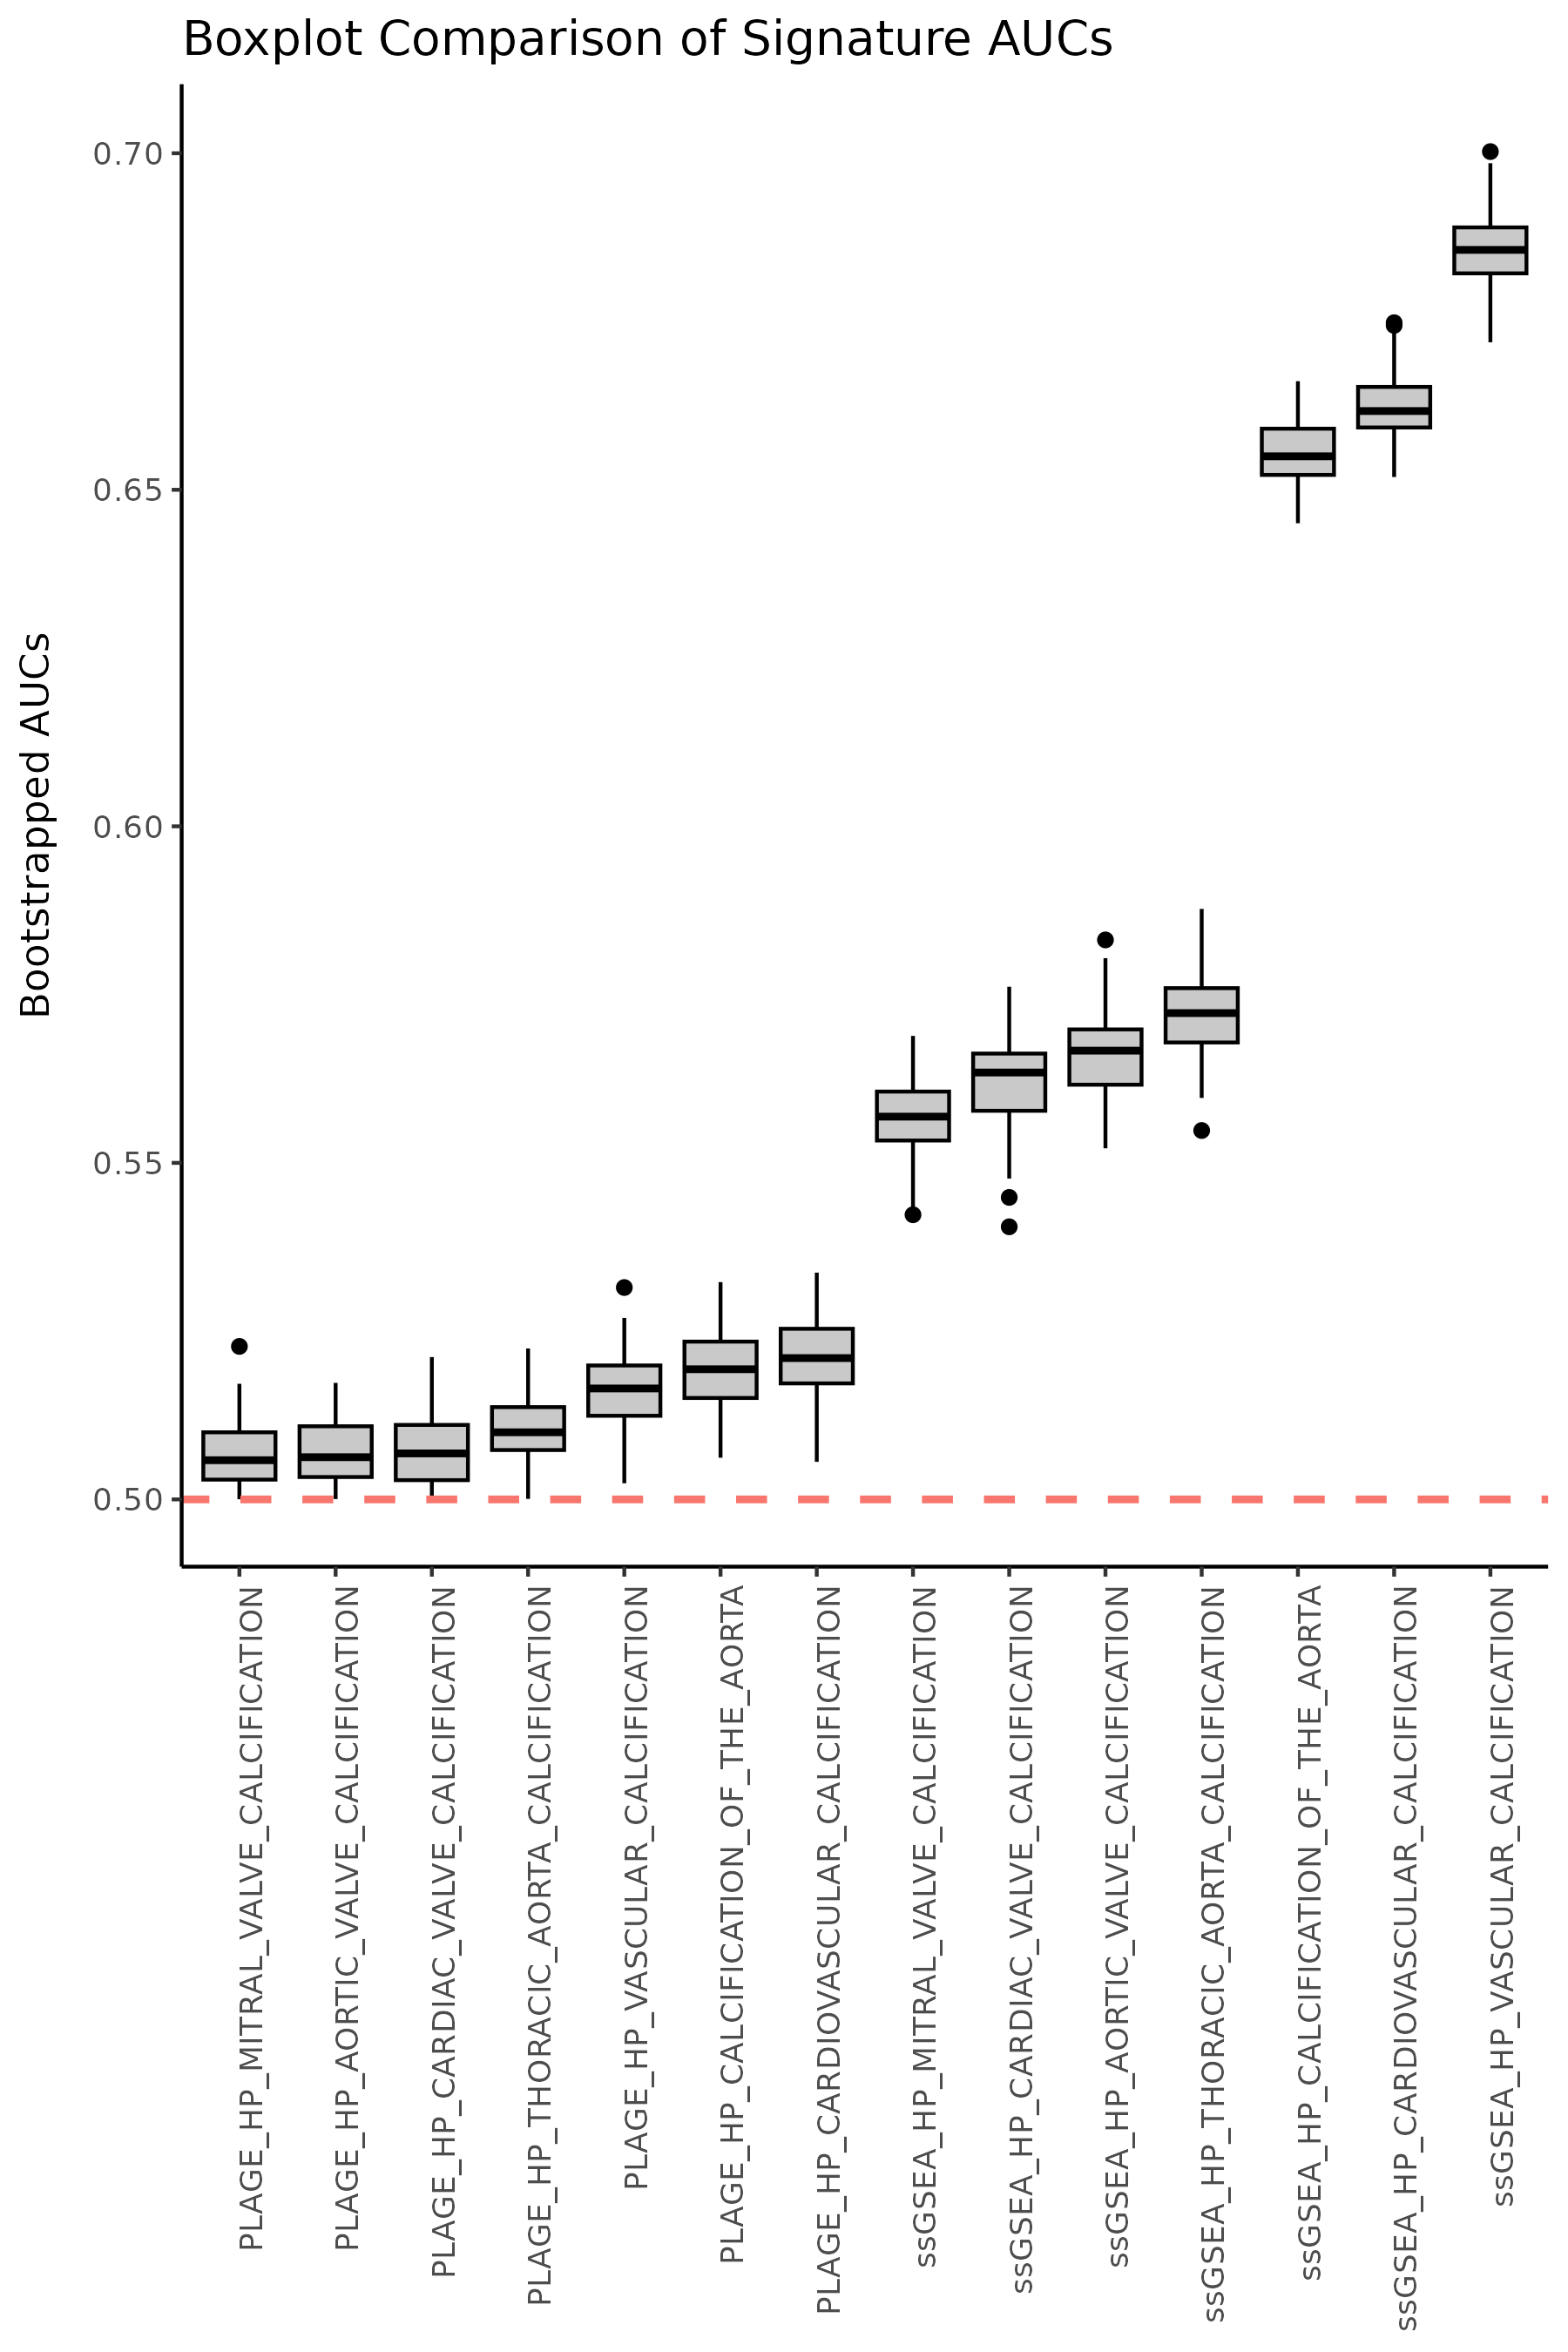 Boxplot Comparison of Signature AUCs
Bootstrapped AUCs
0.70
0.65
0.60
0.55
0.50
PLAGE_HP_MITRAL_VALVE_CALCIFICATION
PLAGE_HP_AORTIC_VALVE_CALCIFICATION
PLAGE_HP_CARDIAC_VALVE_CALCIFICATION
PLAGE_HP_THORACIC_AORTA_CALCIFICATION
PLAGE_HP_VASCULAR_CALCIFICATION
PLAGE_HP_CALCIFICATION_OF_THE_AORTA
PLAGE_HP_CARDIOVASCULAR_CALCIFICATION
ssGSEA_HP_MITRAL_VALVE_CALCIFICATION
ssGSEA_HP_CARDIAC_VALVE_CALCIFICATION
ssGSEA_HP_AORTIC_VALVE_CALCIFICATION
ssGSEA_HP_THORACIC_AORTA_CALCIFICATION
ssGSEA_HP_CALCIFICATION_OF_THE_AORTA
ssGSEA_HP_CARDIOVASCULAR_CALCIFICATION
ssGSEA_HP_VASCULAR_CALCIFICATION